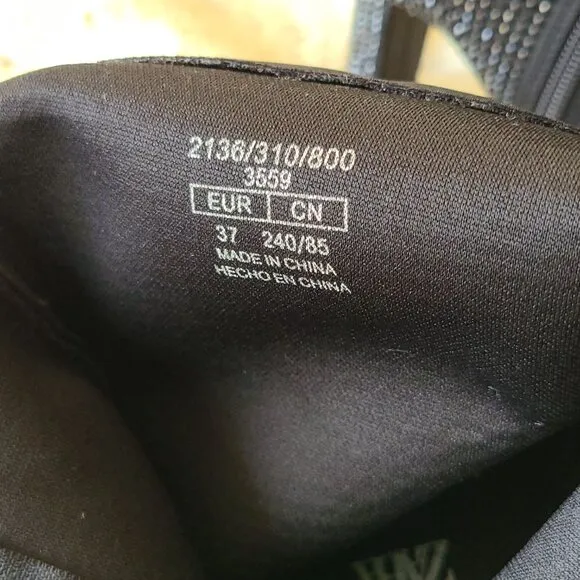 2136/310/800
3559
EUR CN
37 240/85
MADE IN CHINA
HECHO EN CHINA